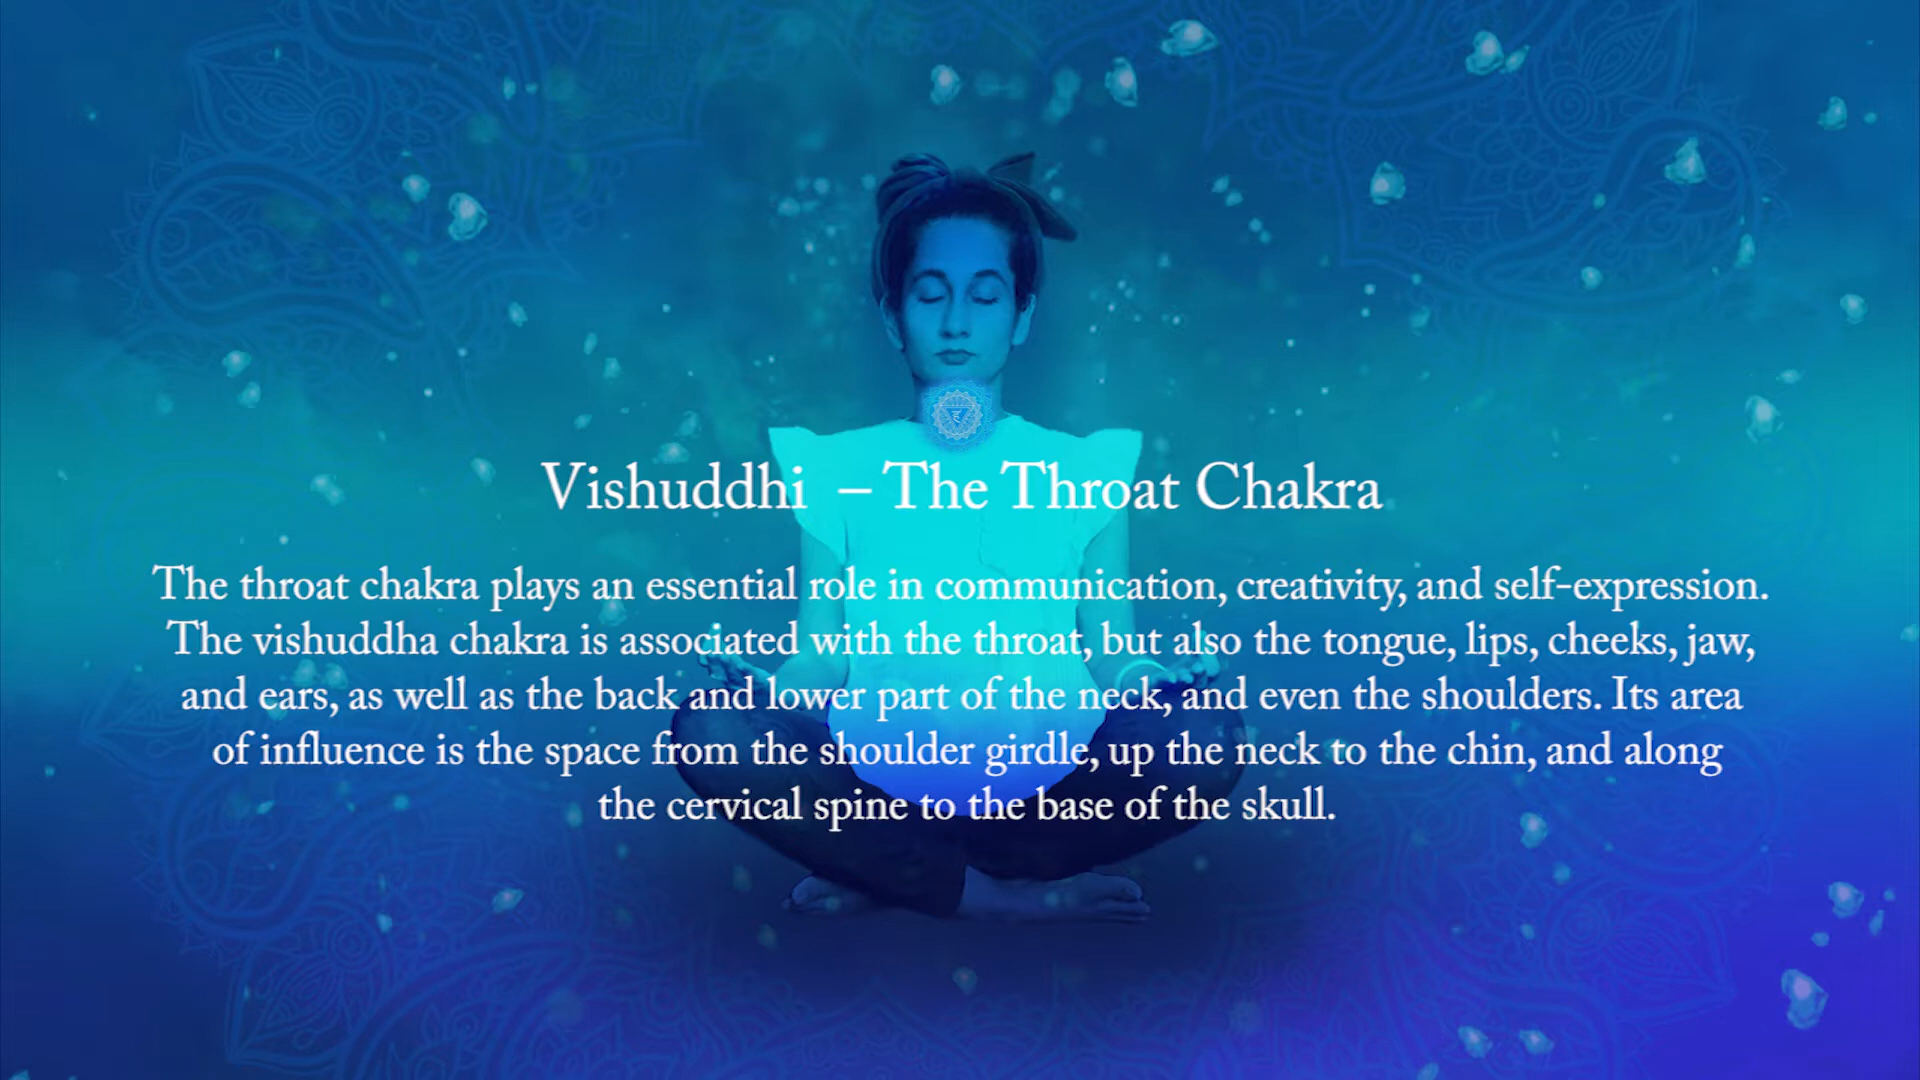 Vishuddhi – The Throat Chakra
The throat chakra plays an essential role in communication, creativity, and self-expression.
The vishuddha chakra is associated with the throat, but also the tongue, lips, cheeks, jaw,
and ears, as well as the back and lower part of the neck, and even the shoulders. Its area
of influence is the space from the shoulder girdle, up the neck to the chin, and along
the cervical spine to the base of the skull.